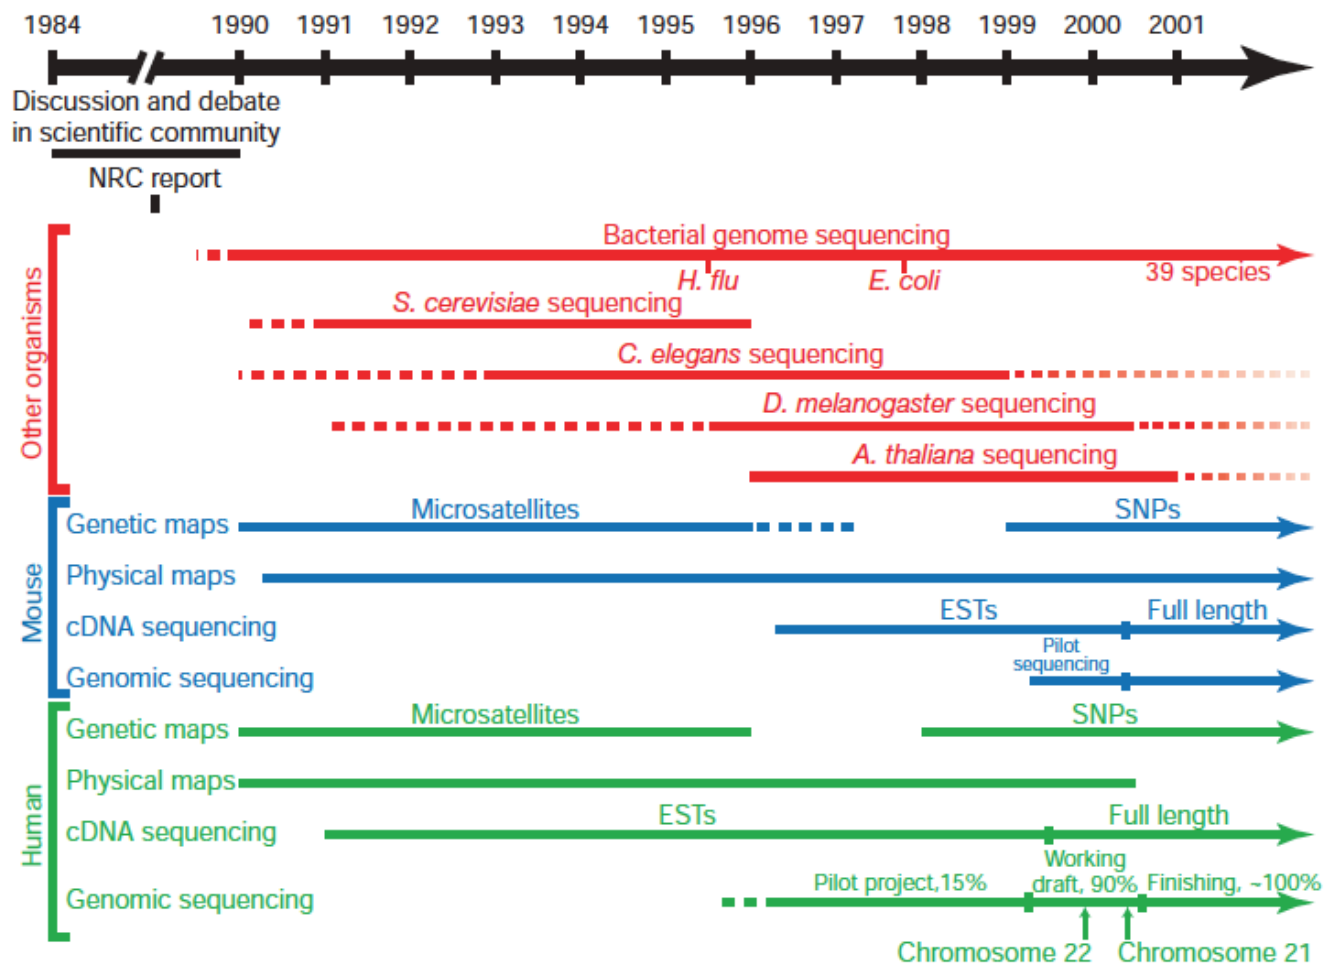 1984 1990 1991 1992 1993 1994 1995 1996 1997 1998 1999 2000 2001
Discussion and debate
in scientific community
NRC report
Other organisms
Bacterial genome sequencing
H. flu E. coli 39 species
S. cerevisiae sequencing
C. elegans sequencing
D. melanogaster sequencing
A. thaliana sequencing
Mouse
Genetic maps Microsatellites SNPs
Physical maps
cDNA sequencing ESTs Full length
Pilot
sequencing
Genomic sequencing
Human
Genetic maps Microsatellites SNPs
Physical maps
cDNA sequencing ESTs Full length
Working
Pilot project,15% draft, 90% Finishing, ~100%
Genomic sequencing
Chromosome 22 Chromosome 21